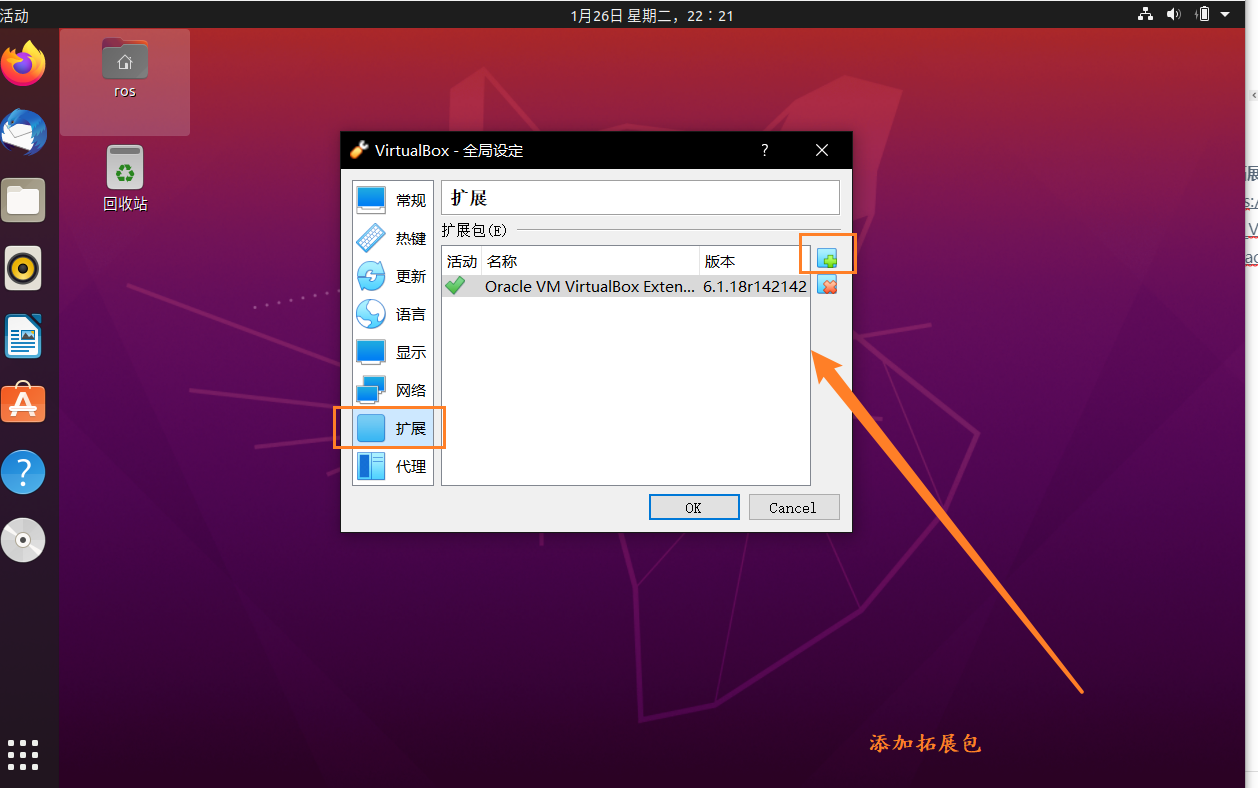 活动
1月26日 星期二，22：21
ros
回收站
VirtualBox - 全局设定
?
常规
热键
更新
语言
显示
网络
扩展
代理
扩展
扩展包(E)
活动 名称 版本
Oracle VM VirtualBox Exten... 6.1.18r142142
OK
Cancel
添加拓展包